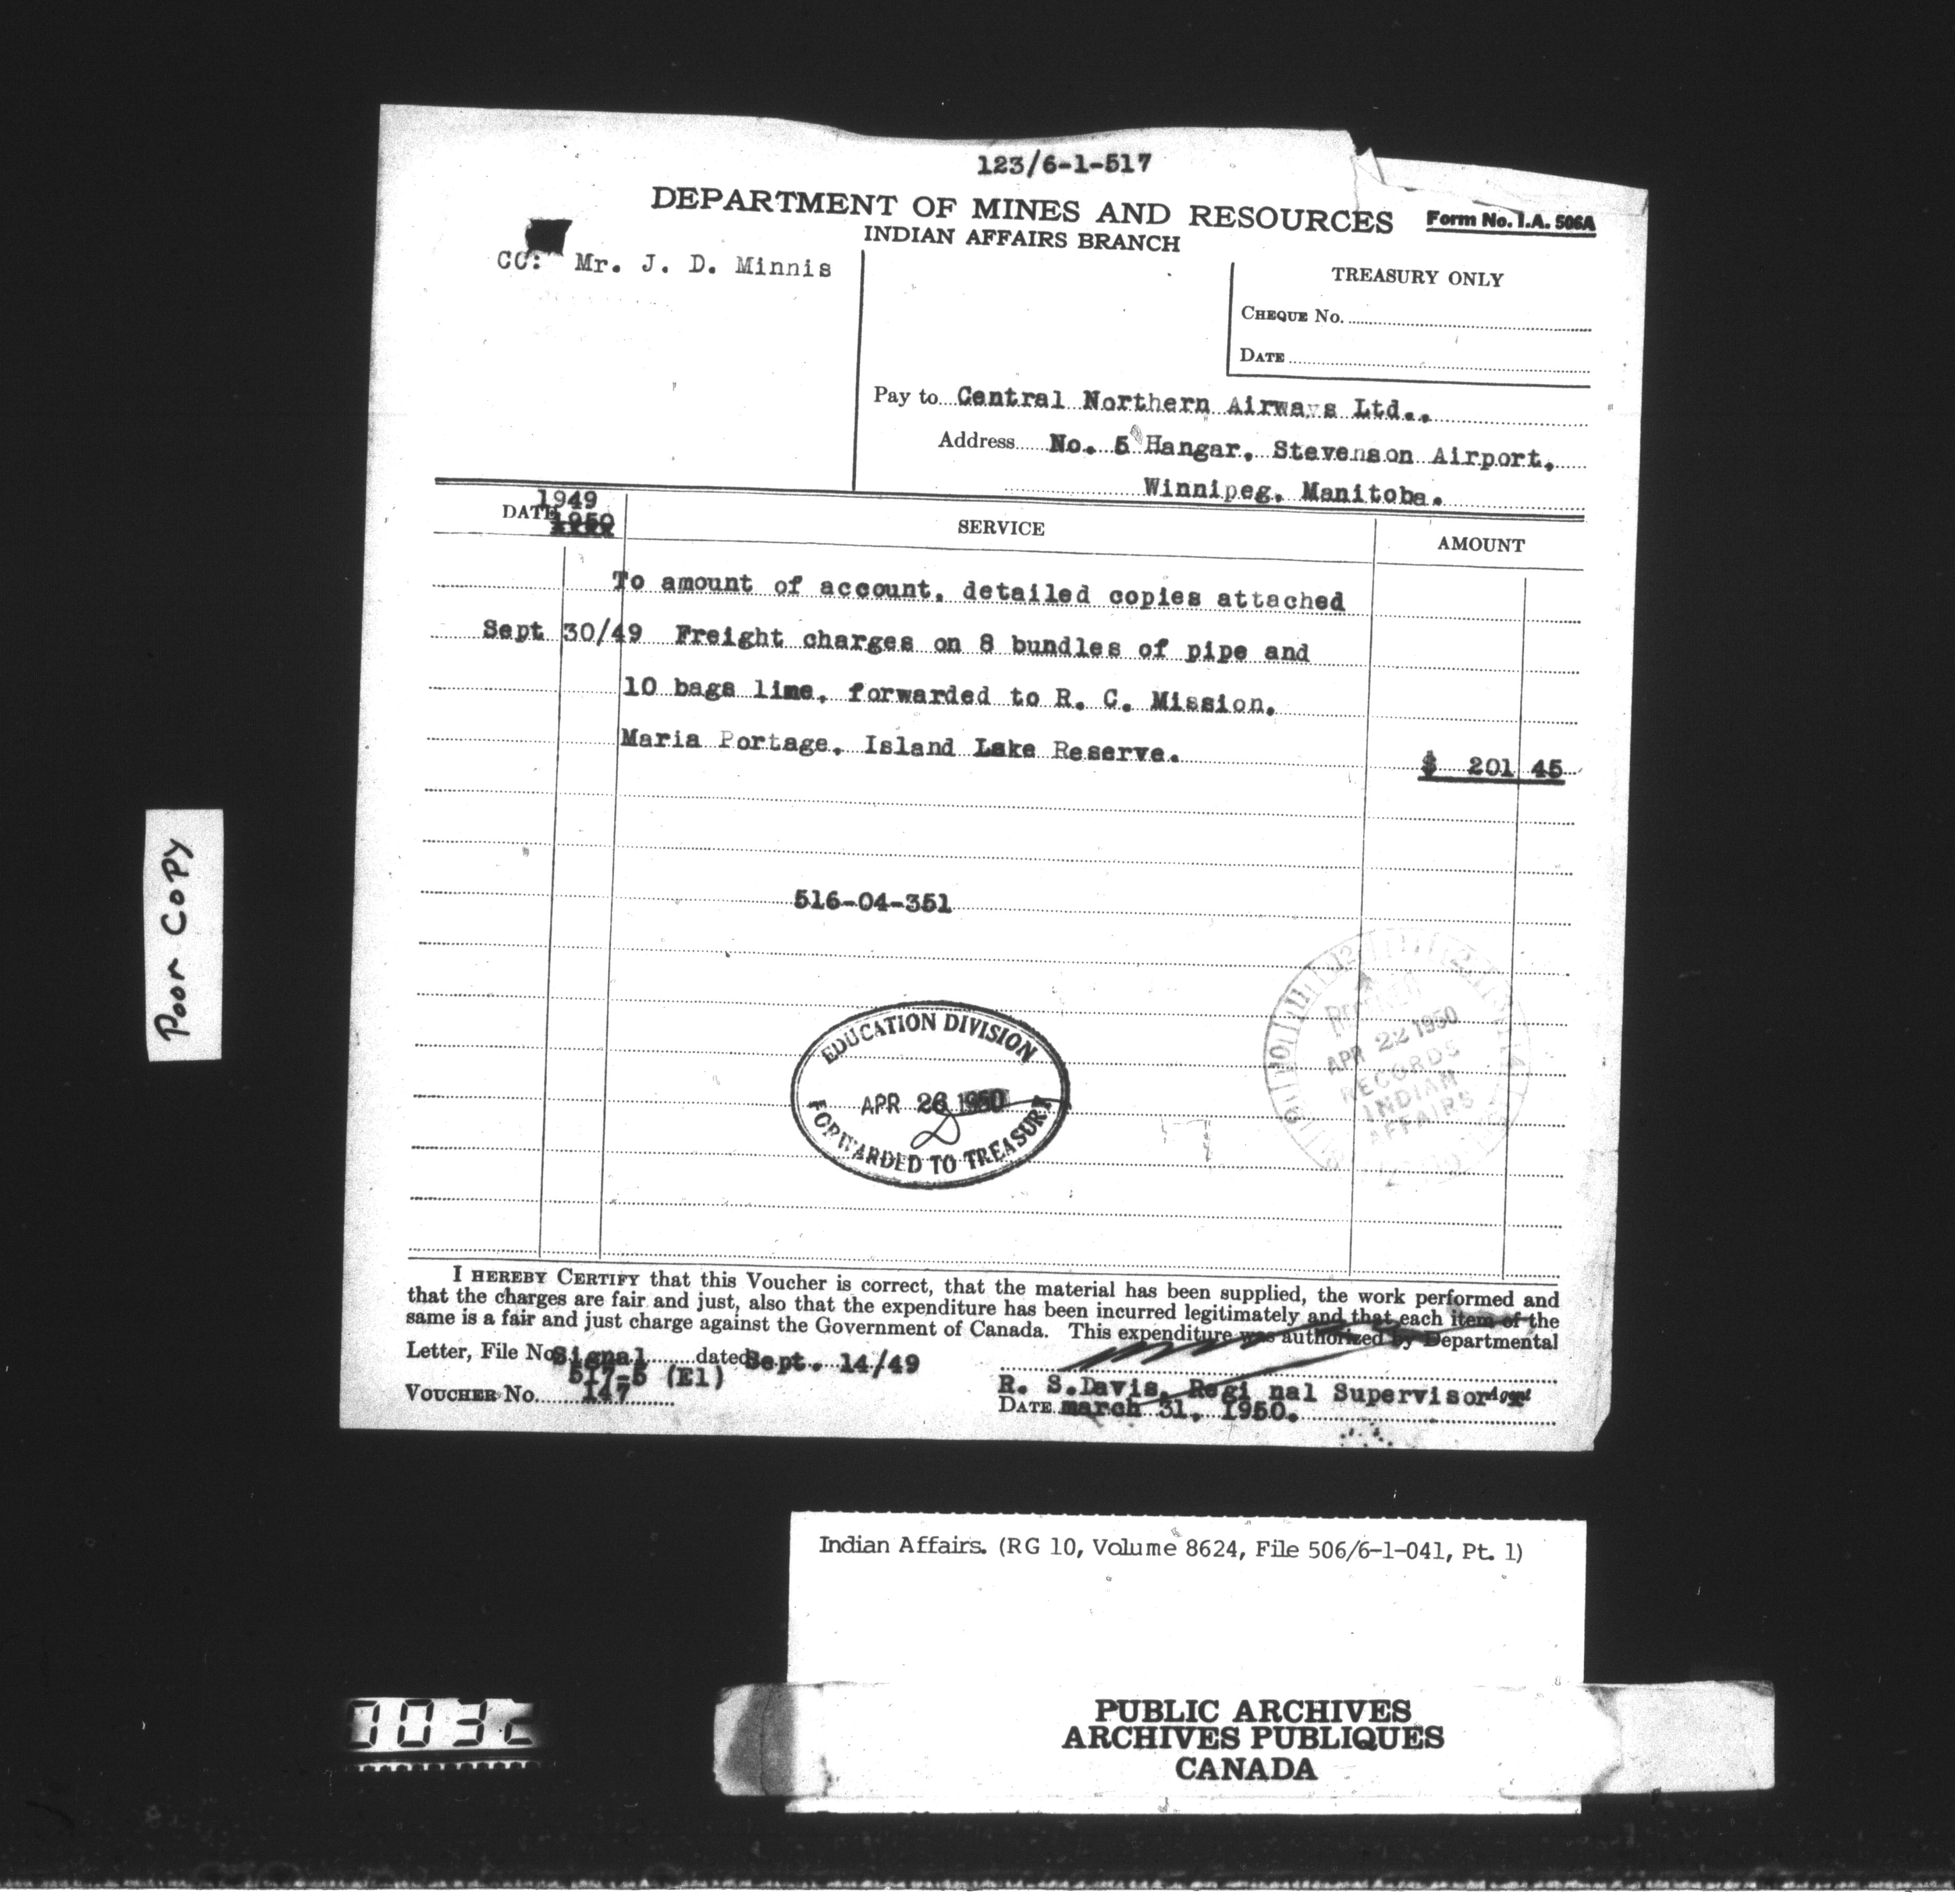 123/6-1-517
DEPARTMENT OF MINES AND RESOURCES
Form No. I.A. 506A
INDIAN AFFAIRS BRANCH
CC: Mr. J. D. Minnis
TREASURY ONLY
CHEQUE No.
DATE
Pay to Central Northern Airways Ltd..
Address No. 5 Hangar, Stevenson Airport,
Winnipeg, Manitoba.
1949
DATE 1950
SERVICE
AMOUNT
To amount of account, detailed copies attached
Sept 30/49 Freight charges on 8 bundles of pipe and
10 bags lime, forwarded to R. C. Mission,
Maria Portage, Island Lake Reserve.
$ 201 45
516-04-351
EDUCATION DIVISION
APR 26 1950
FORWARDED TO TREASURY
APR 22 1950
RECORDS
INDIAN
AFFAIRS
I HEREBY CERTIFY that this Voucher is correct, that the material has been supplied, the work performed and
that the charges are fair and just, also that the expenditure has been incurred legitimately and that each item of the
same is a fair and just charge against the Government of Canada. This expenditure was authorized by Departmental
Letter, File No Signal dated Sept. 14/49
517-5 (E1)
VOUCHER No. 147
R. S.Davis, Regi nal Supervisor Agent
DATE march 31, 1950.
Poor Copy
Indian Affairs. (RG 10, Volume 8624, File 506/6-1-041, Pt. 1)
PUBLIC ARCHIVES
ARCHIVES PUBLIQUES
CANADA